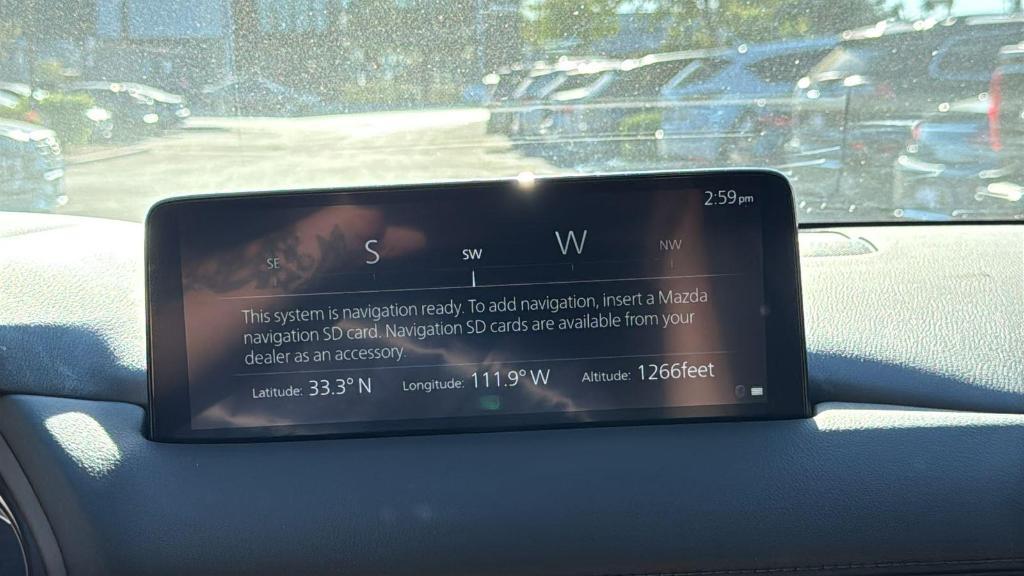 2:59pm
SE S SW W NW
This system is navigation ready. To add navigation, insert a Mazda
navigation SD card. Navigation SD cards are available from your
dealer as an accessory.
Latitude: 33.3° N Longitude: 111.9° W Altitude: 1266feet